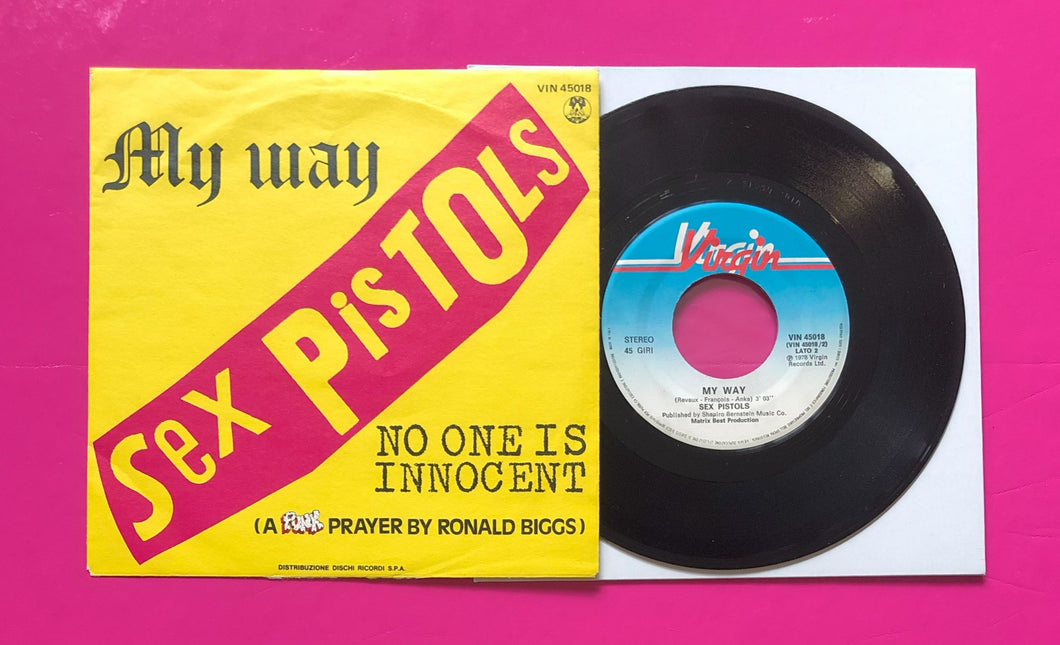 VIN 45018
My way
SEX PiSTOLS
NO ONE IS
INNOCENT
(A PUNK PRAYER BY RONALD BIGGS)
DISTRIBUZIONE DISCHI RICORDI S.P.A.
Virgin
STEREO
45 GIRI
VIN 45018
(VIN 45018/2)
LATO 2
℗ 1978 Virgin
Records Ltd.
MY WAY
(Revaux - François - Anka) 3' 03"
SEX PISTOLS
Published by Shapiro Bernstein Music Co.
Matrix Best Production